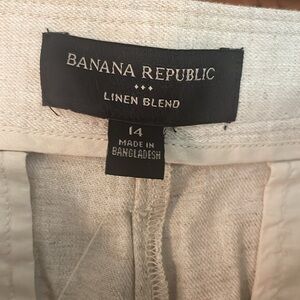 BANANA REPUBLIC
LINEN BLEND
14
MADE IN
BANGLADESH